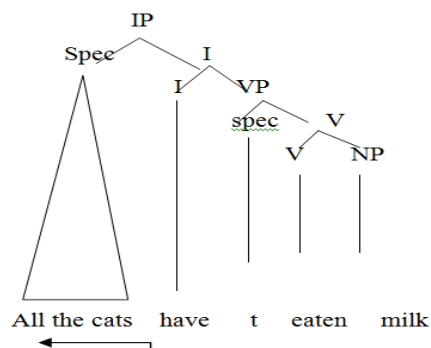 IP
Spec I
I VP
spec V
V NP
All the cats have t eaten milk